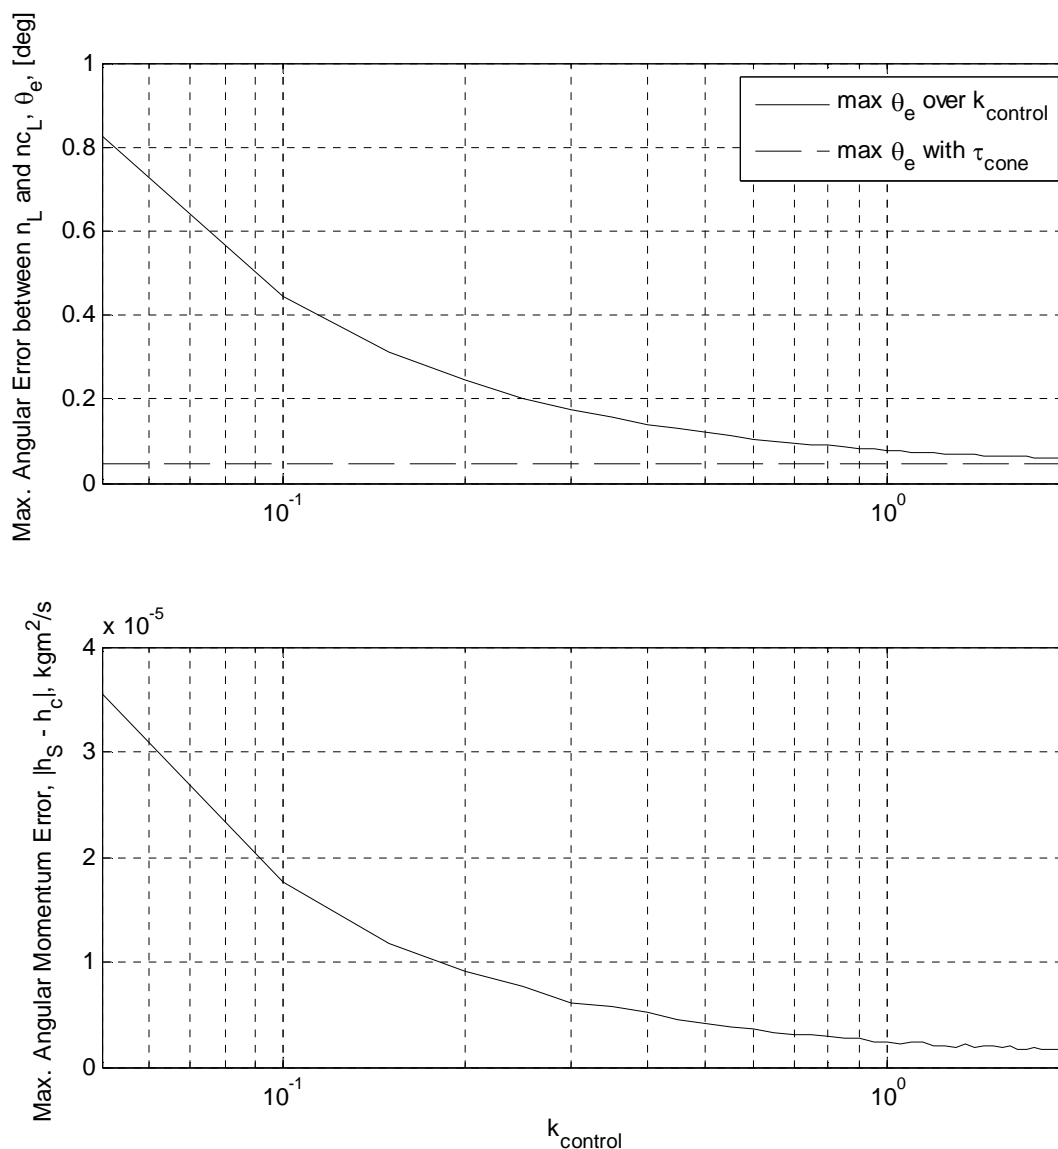 Max. Angular Error between n_L and nc_L, θ_e, [deg]
1
0.8
0.6
0.4
0.2
0
max θ_e over k_control
max θ_e with τ_cone
10^-1
10^0
Max. Angular Momentum Error, |h_S - h_c|, kgm^2/s
x 10^-5
4
3
2
1
0
10^-1
10^0
k_control